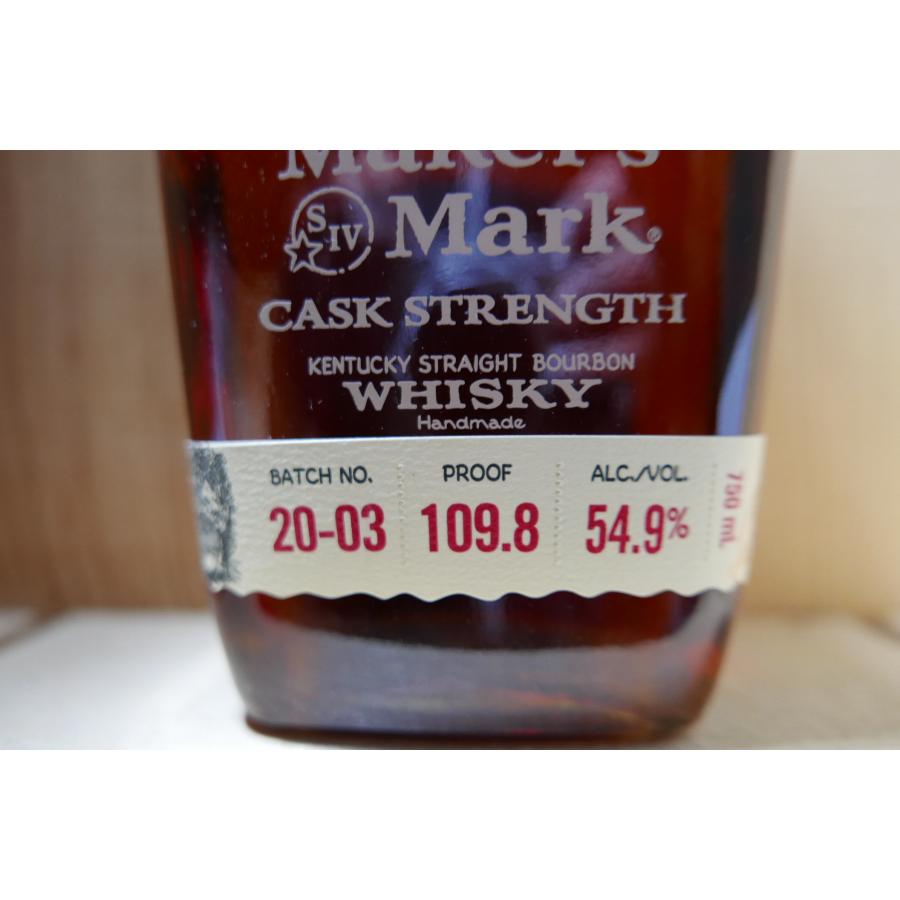 Maker's
S IV Mark®
CASK STRENGTH
KENTUCKY STRAIGHT BOURBON
WHISKY
Handmade
BATCH NO. PROOF ALC./VOL.
20-03 109.8 54.9%
750 ml.